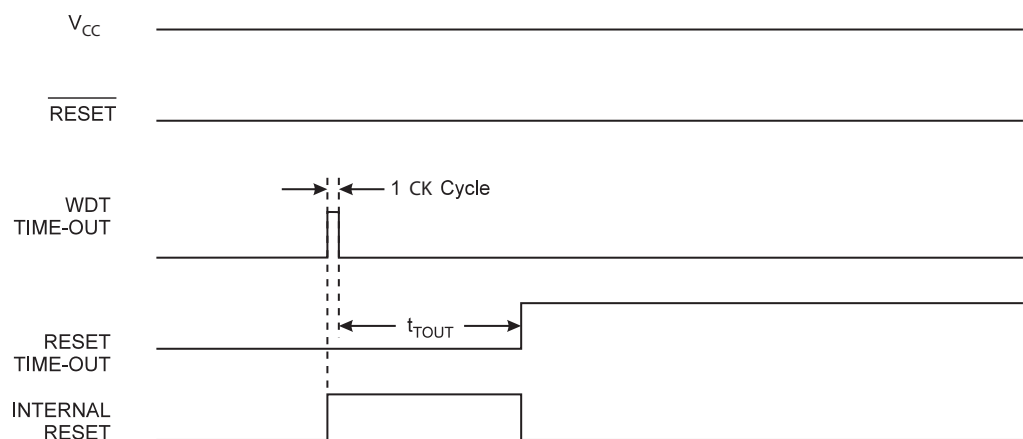 VCC
RESET
1 CK Cycle
WDT
TIME-OUT
tTOUT
RESET
TIME-OUT
INTERNAL
RESET